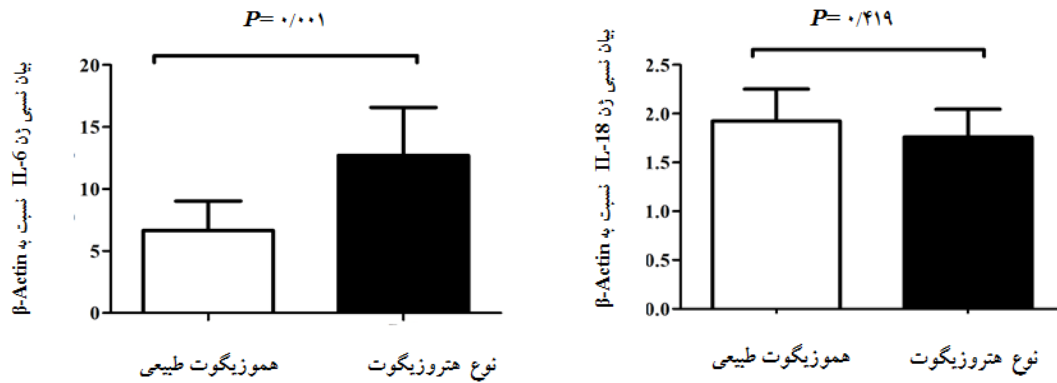 P= ۰/۰۰۱
بیان نسبی ژن IL-6 نسبت به β-Actin
20
15
10
5
0
هموزیگوت طبیعی
نوع هتروزیگوت
P= ۰/۴۱۹
بیان نسبی ژن IL-18 نسبت به β-Actin
2.5
2.0
1.5
1.0
0.5
0.0
هموزیگوت طبیعی
نوع هتروزیگوت